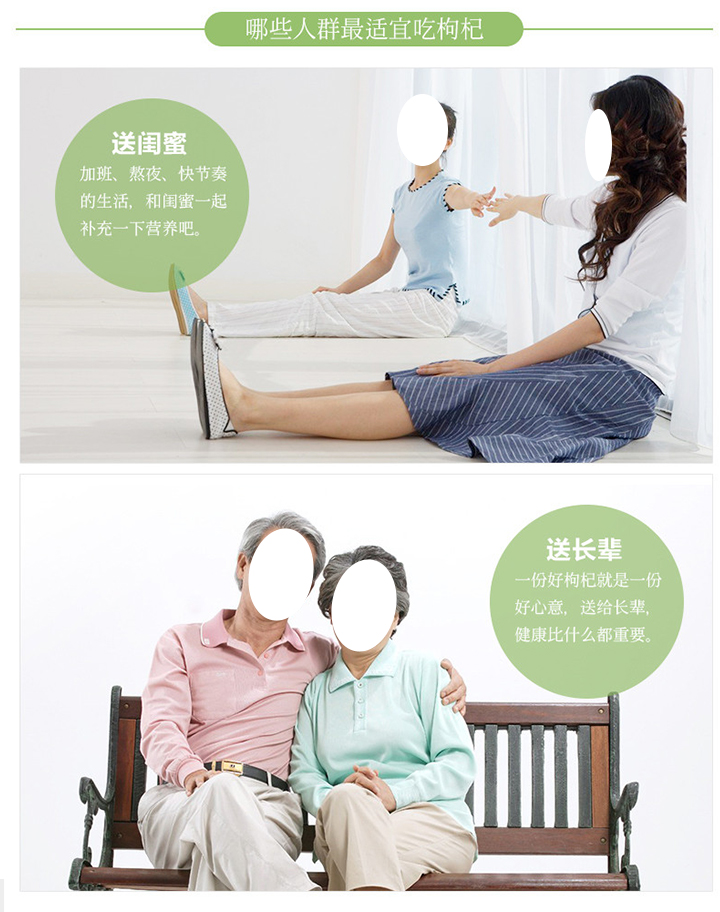 哪些人群最适宜吃枸杞
送闺蜜
加班、熬夜、快节奏
的生活，和闺蜜一起
补充一下营养吧。
送长辈
一份好枸杞就是一份
好心意，送给长辈，
健康比什么都重要。